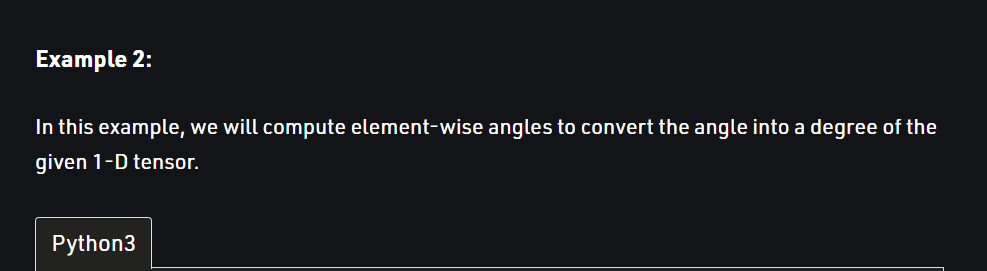 Example 2:
In this example, we will compute element-wise angles to convert the angle into a degree of the
given 1-D tensor.
Python3